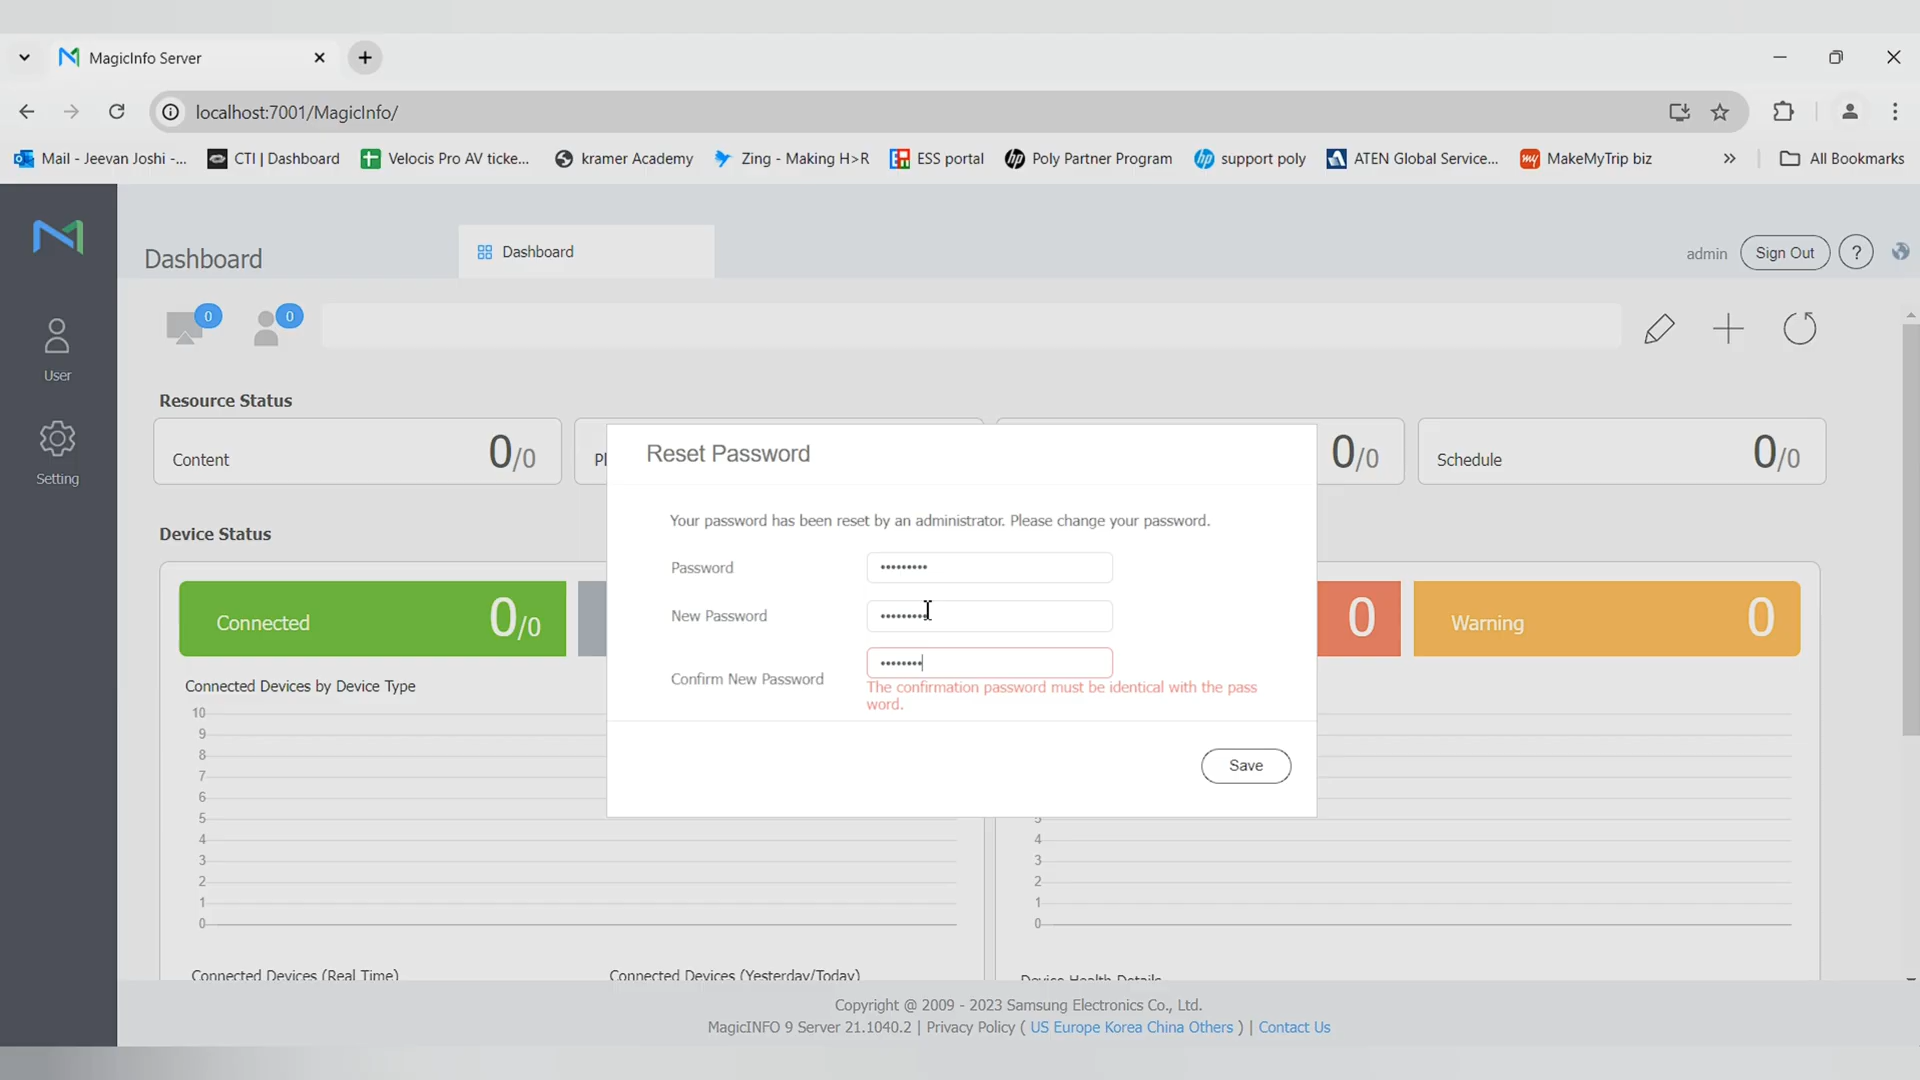 MagicInfo Server
localhost:7001/MagicInfo/
Mail - Jeevan Joshi -...
CTI | Dashboard
Velocis Pro AV ticke...
kramer Academy
Zing - Making H>R
ESS portal
Poly Partner Program
support poly
ATEN Global Service...
MakeMyTrip biz
All Bookmarks
Dashboard
Dashboard
admin
Sign Out
?
0
0
User
Setting
Resource Status
Content 0/0
Pl
0/0
Schedule 0/0
Device Status
Connected 0/0
0
Warning 0
Reset Password
Your password has been reset by an administrator. Please change your password.
Password •••••••••
New Password •••••••••
Confirm New Password ••••••••
The confirmation password must be identical with the pass
word.
Save
Connected Devices by Device Type
10
9
8
7
6
5
4
3
2
1
0
5
4
3
2
1
0
Connected Devices (Real Time)
Connected Devices (Yesterday/Today)
Device Health Details
Copyright @ 2009 - 2023 Samsung Electronics Co., Ltd.
MagicINFO 9 Server 21.1040.2 | Privacy Policy ( US Europe Korea China Others ) | Contact Us